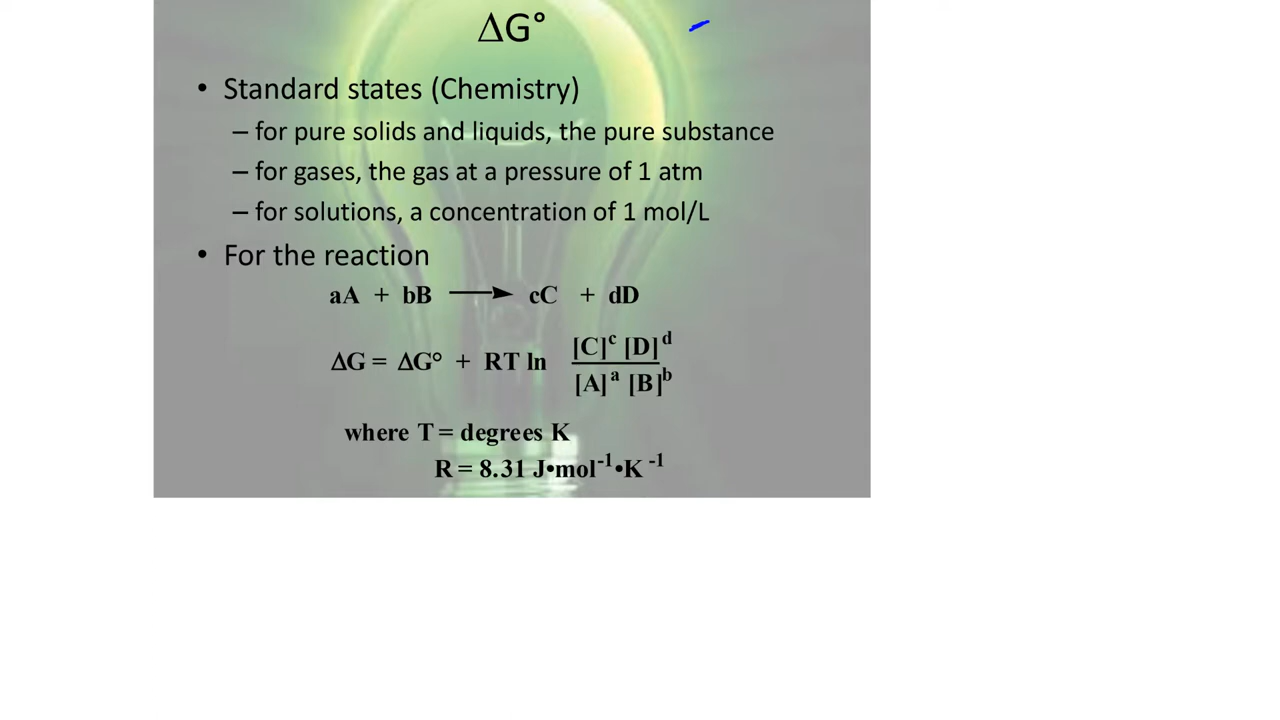 ΔG°
• Standard states (Chemistry)
– for pure solids and liquids, the pure substance
– for gases, the gas at a pressure of 1 atm
– for solutions, a concentration of 1 mol/L
• For the reaction
aA + bB ⟶ cC + dD
ΔG = ΔG° + RT ln [C]ᶜ [D]ᵈ / [A]ᵃ [B]ᵇ
where T = degrees K
R = 8.31 J•mol⁻¹•K ⁻¹